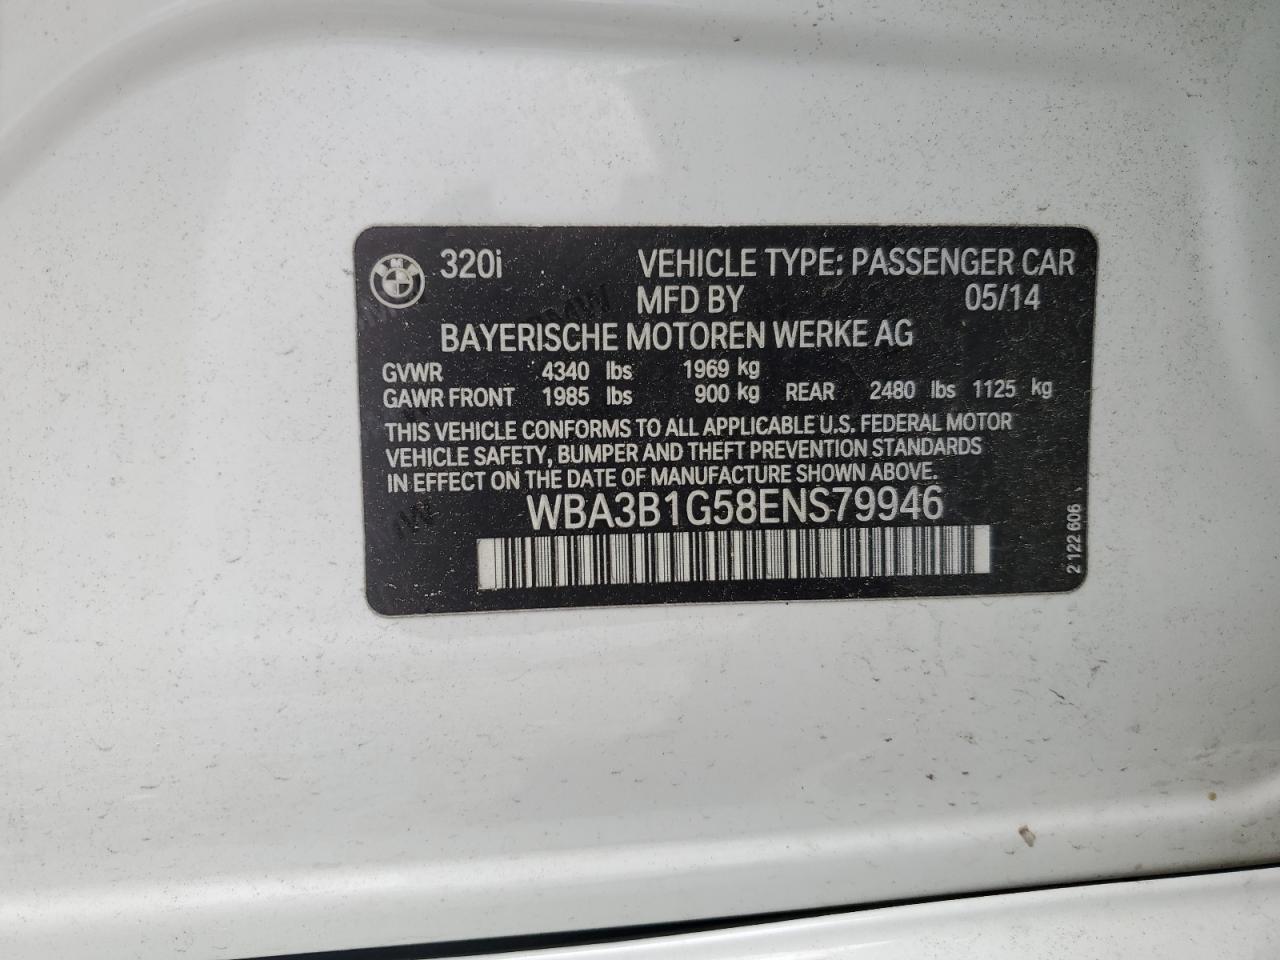 320i VEHICLE TYPE: PASSENGER CAR
MFD BY 05/14
BAYERISCHE MOTOREN WERKE AG
GVWR 4340 lbs 1969 kg
GAWR FRONT 1985 lbs 900 kg REAR 2480 lbs 1125 kg
THIS VEHICLE CONFORMS TO ALL APPLICABLE U.S. FEDERAL MOTOR
VEHICLE SAFETY, BUMPER AND THEFT PREVENTION STANDARDS
IN EFFECT ON THE DATE OF MANUFACTURE SHOWN ABOVE.
WBA3B1G58ENS79946
2 122 606
BMW